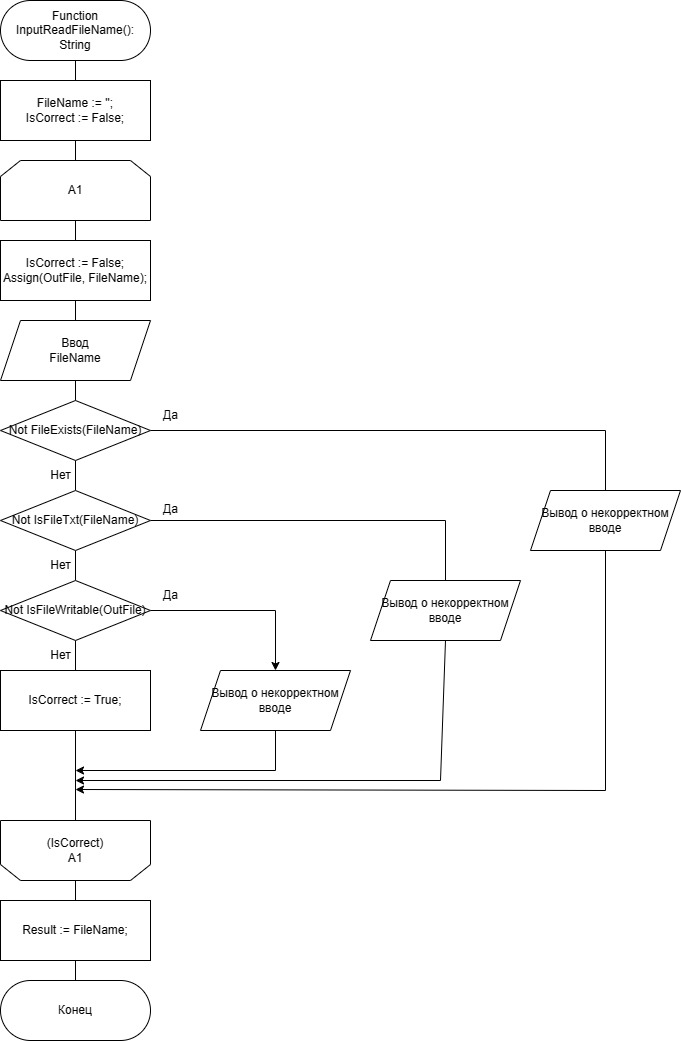 Function
InputReadFileName():
String
FileName := '';
IsCorrect := False;
A1
IsCorrect := False;
Assign(OutFile, FileName);
Ввод
FileName
Not FileExists(FileName)
Да
Нет
Вывод о некорректном
вводе
Not IsFileTxt(FileName)
Да
Нет
Вывод о некорректном
вводе
Not IsFileWritable(OutFile)
Да
Нет
Вывод о некорректном
вводе
IsCorrect := True;
(IsCorrect)
A1
Result := FileName;
Конец